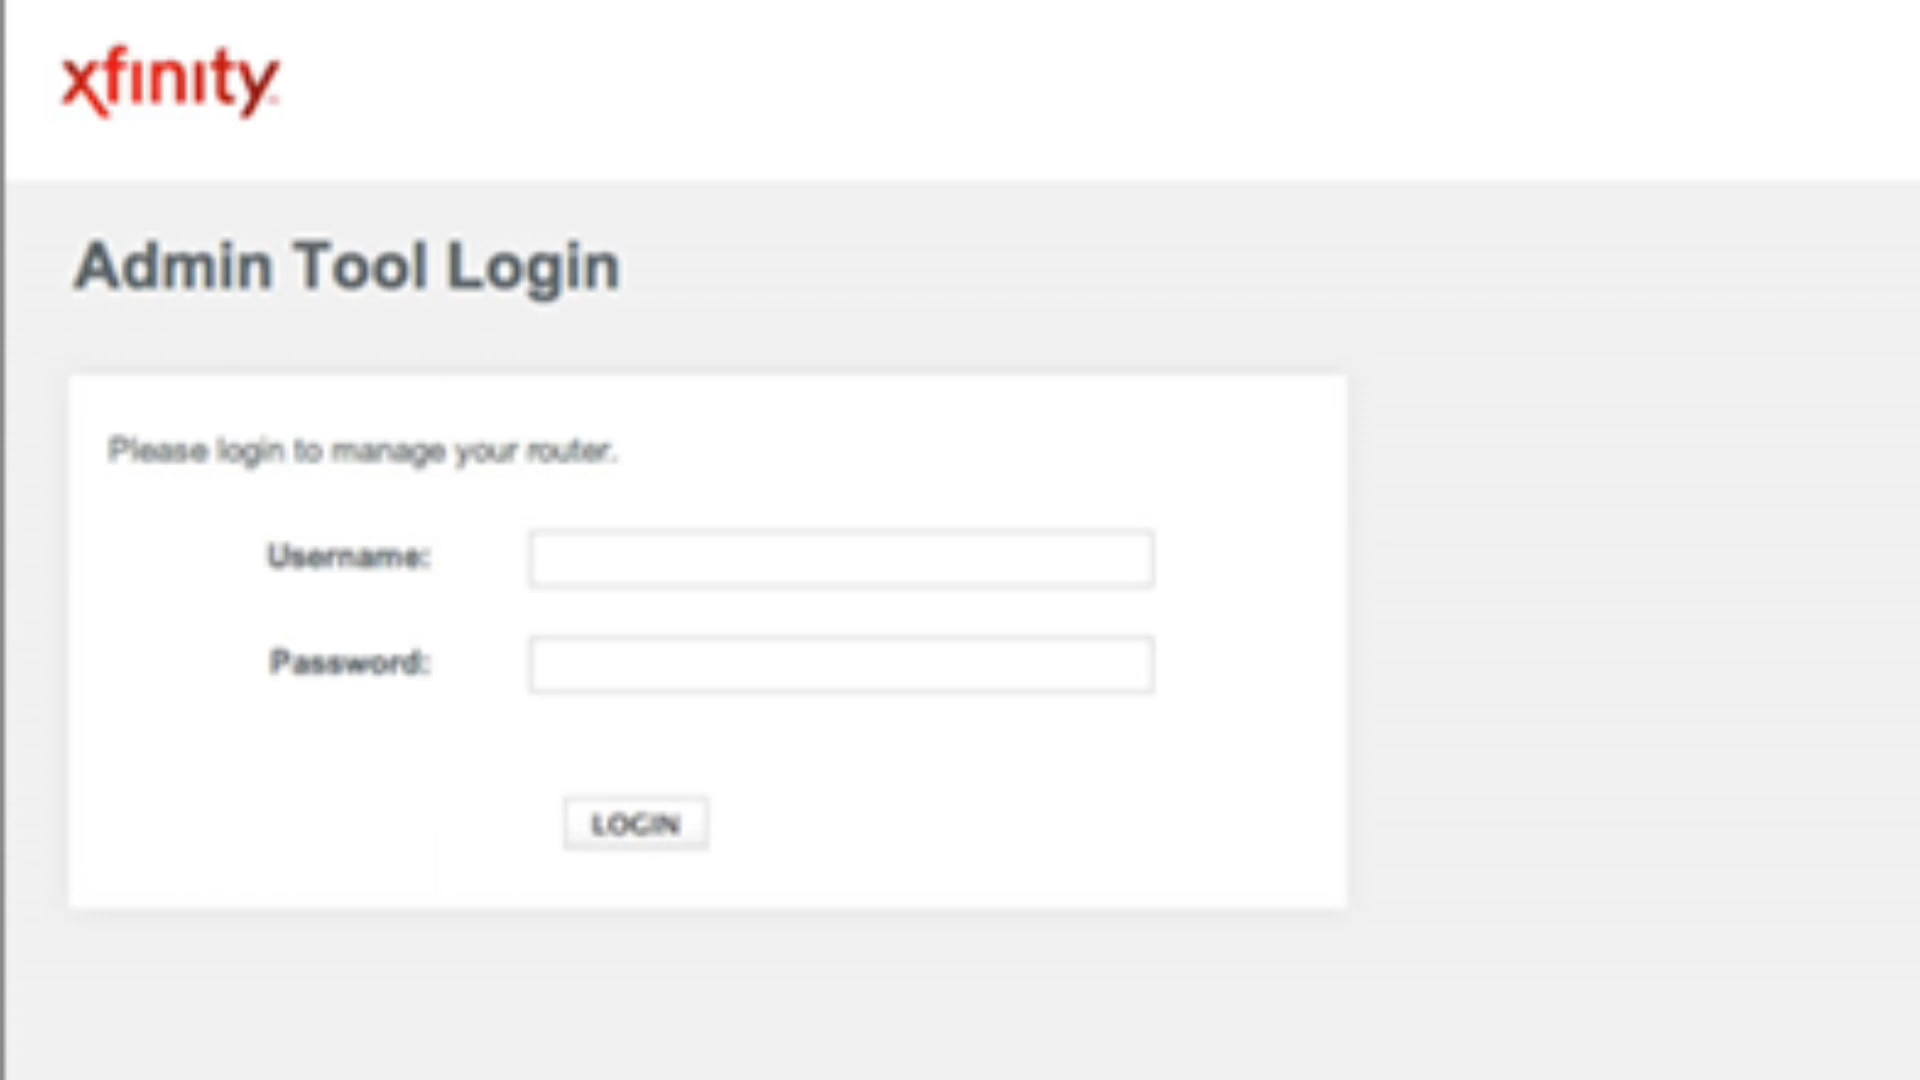 xfinity
Admin Tool Login
Please login to manage your router.
Username:
Password:
LOGIN